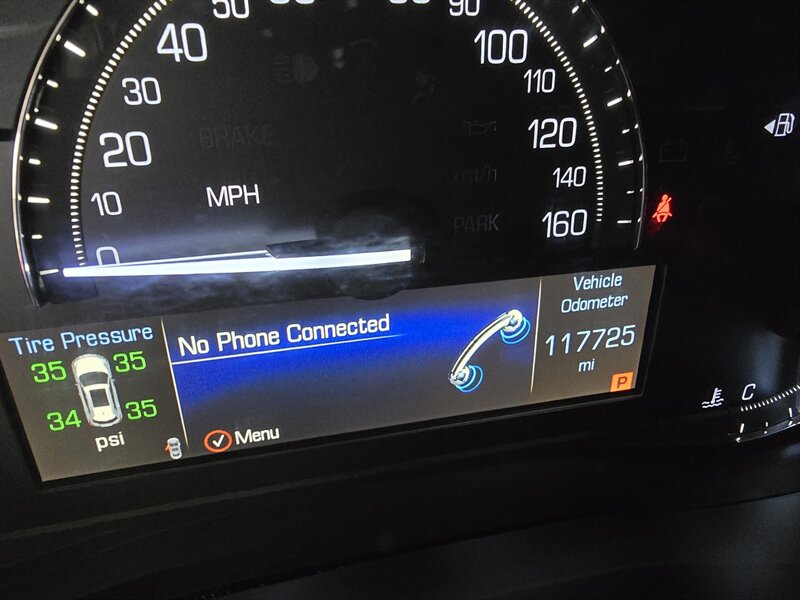 50
90
40
100
30
110
BRAKE
20
120
km/h
140
10
MPH
PARK
160
0
Vehicle
Odometer
117725
mi
P
Tire Pressure
35 35
34 35
psi
No Phone Connected
Menu
C